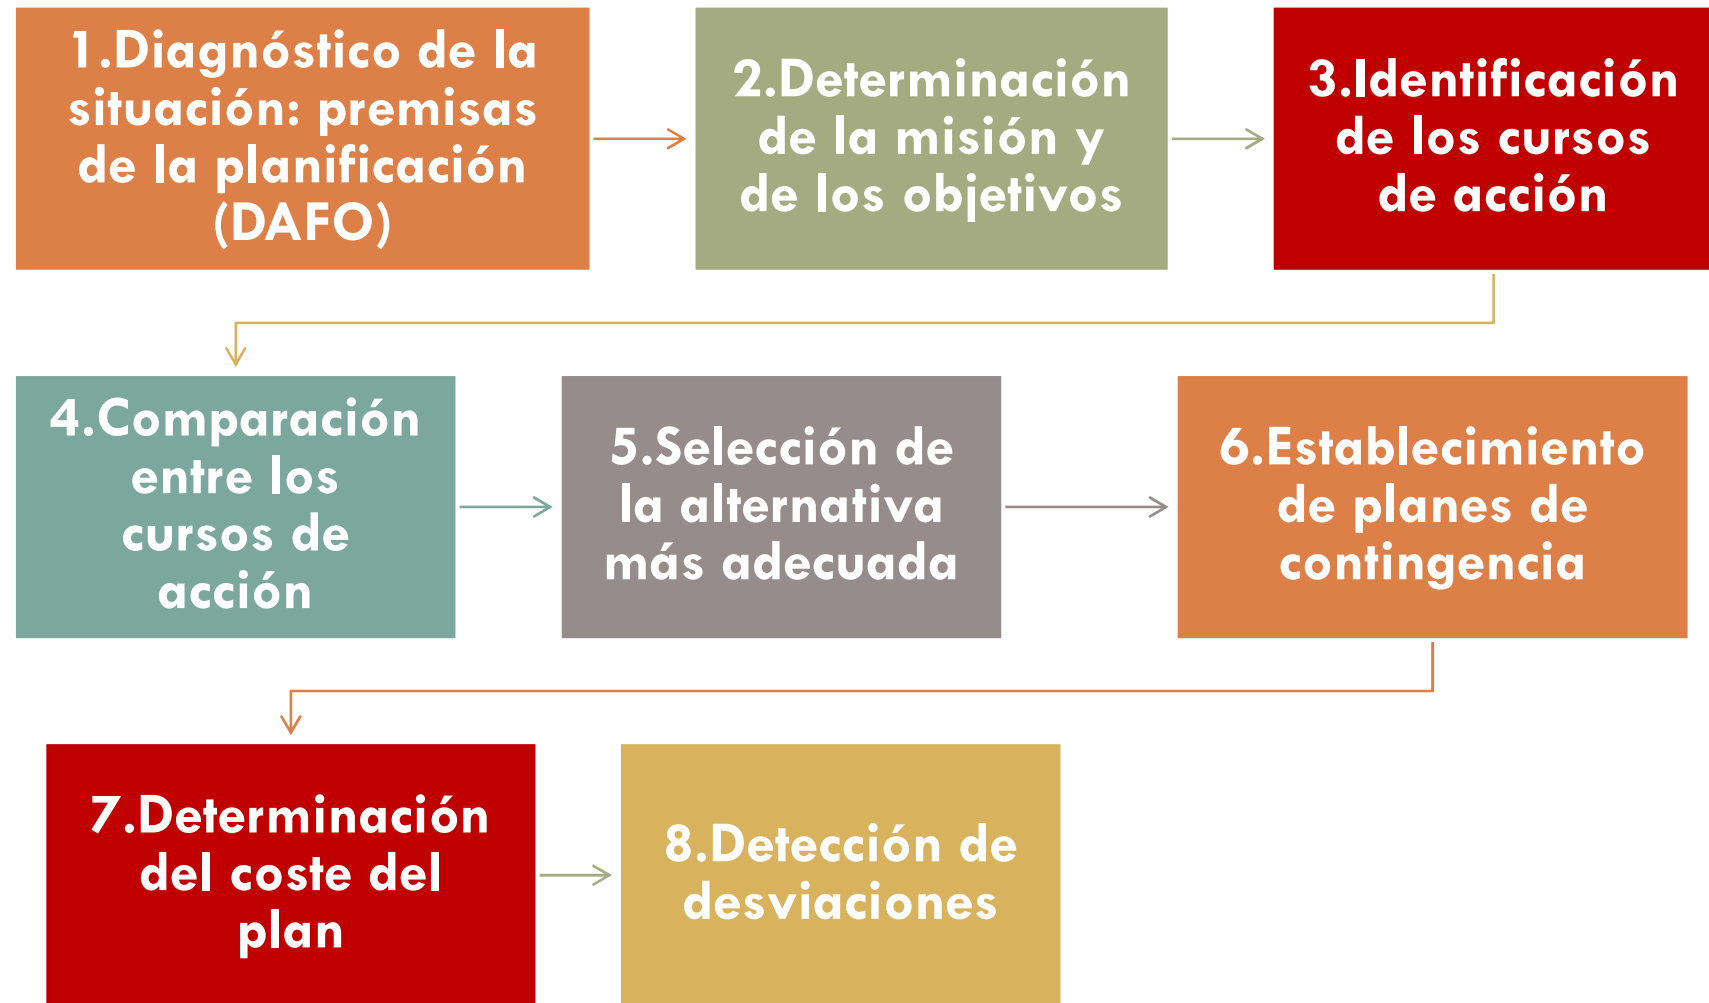 1.Diagnóstico de la
situación: premisas
de la planificación
(DAFO)
2.Determinación
de la misión y
de los objetivos
3.Identificación
de los cursos
de acción
4.Comparación
entre los
cursos de
acción
5.Selección de
la alternativa
más adecuada
6.Establecimiento
de planes de
contingencia
7.Determinación
del coste del
plan
8.Detección de
desviaciones